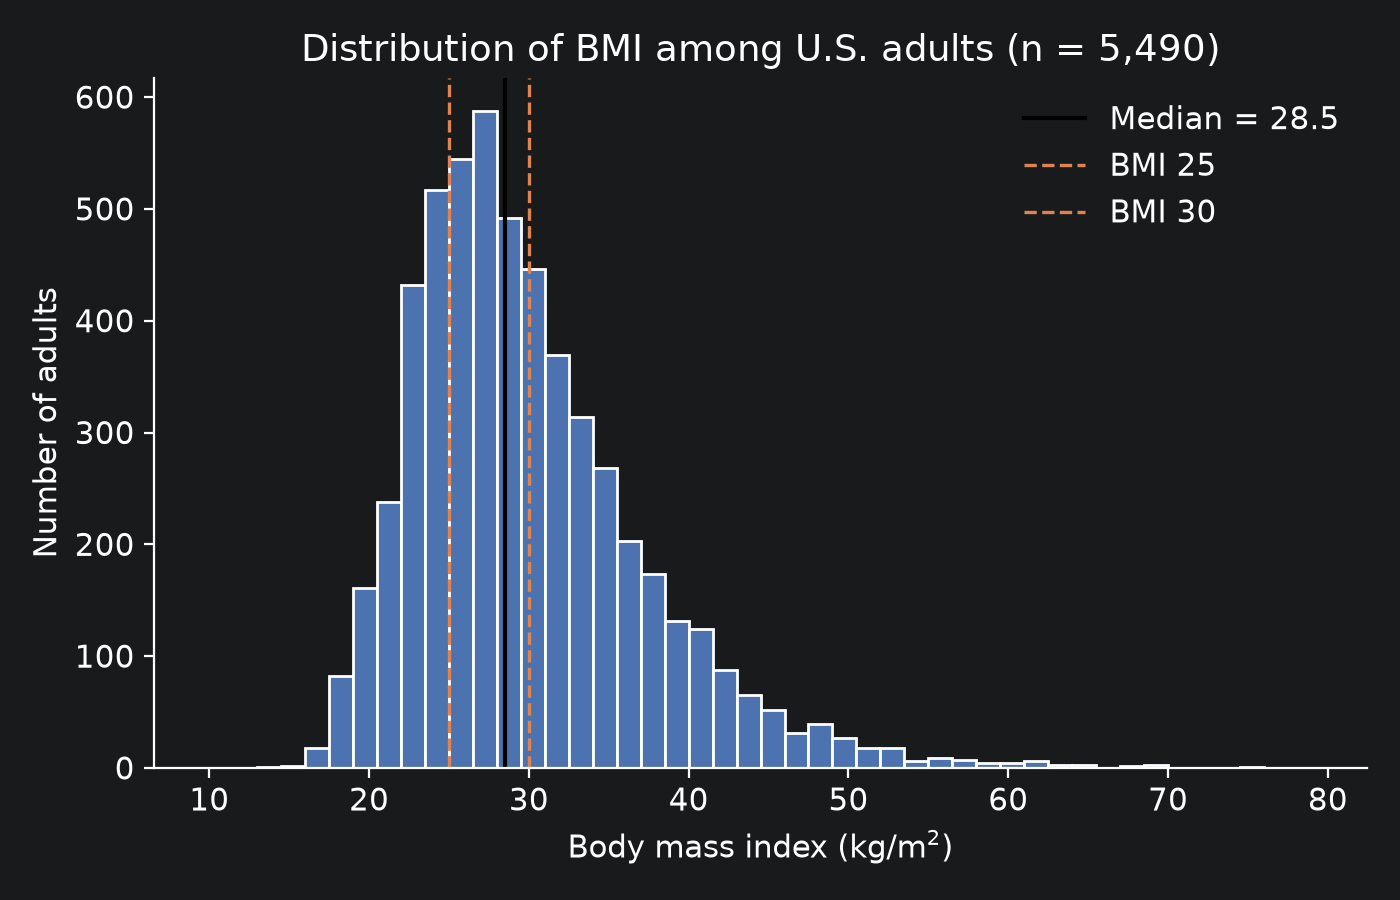 Distribution of BMI among U.S. adults (n = 5,490)
Median = 28.5
BMI 25
BMI 30
Number of adults
600
500
400
300
200
100
0
10 20 30 40 50 60 70 80
Body mass index (kg/m²)